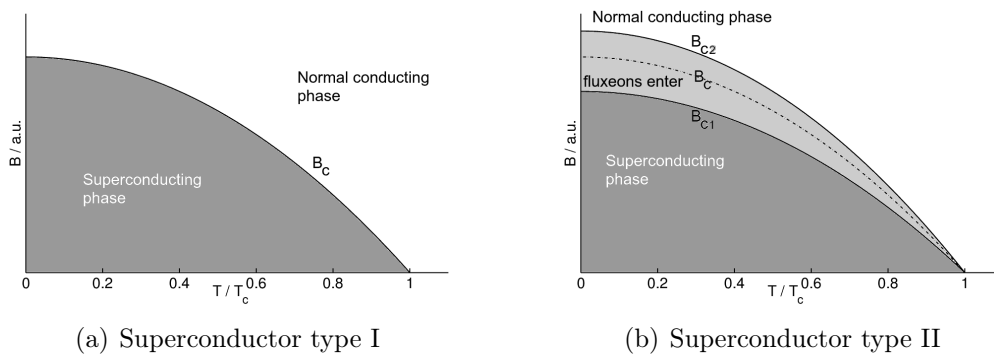 B / a.u.
Normal conducting
phase
B_c
Superconducting
phase
0
0.2
0.4
0.6
0.8
1
T / T_c
(a) Superconductor type I
Normal conducting phase
B_C2
fluxeons enter
B_C
B_C1
B / a.u.
Superconducting
phase
0
0.2
0.4
0.6
0.8
1
T / T_c
(b) Superconductor type II